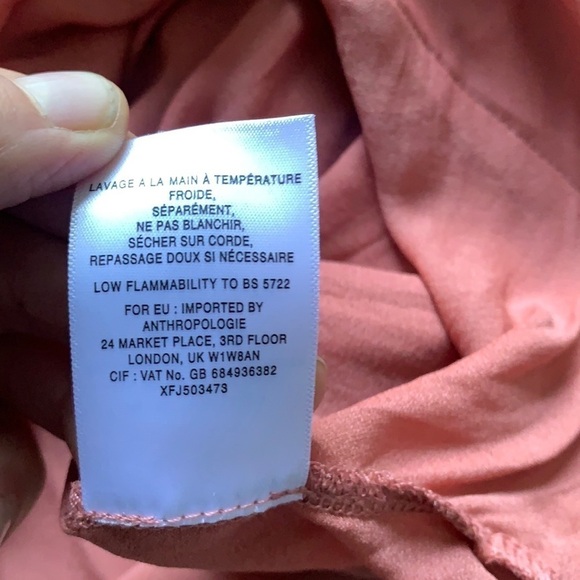 LAVAGE A LA MAIN À TEMPÉRATURE
FROIDE,
SÉPARÉMENT,
NE PAS BLANCHIR,
SÉCHER SUR CORDE,
REPASSAGE DOUX SI NÉCESSAIRE
LOW FLAMMABILITY TO BS 5722
FOR EU : IMPORTED BY
ANTHROPOLOGIE
24 MARKET PLACE, 3RD FLOOR
LONDON, UK W1W8AN
CIF : VAT No. GB 684936382
XFJ503473